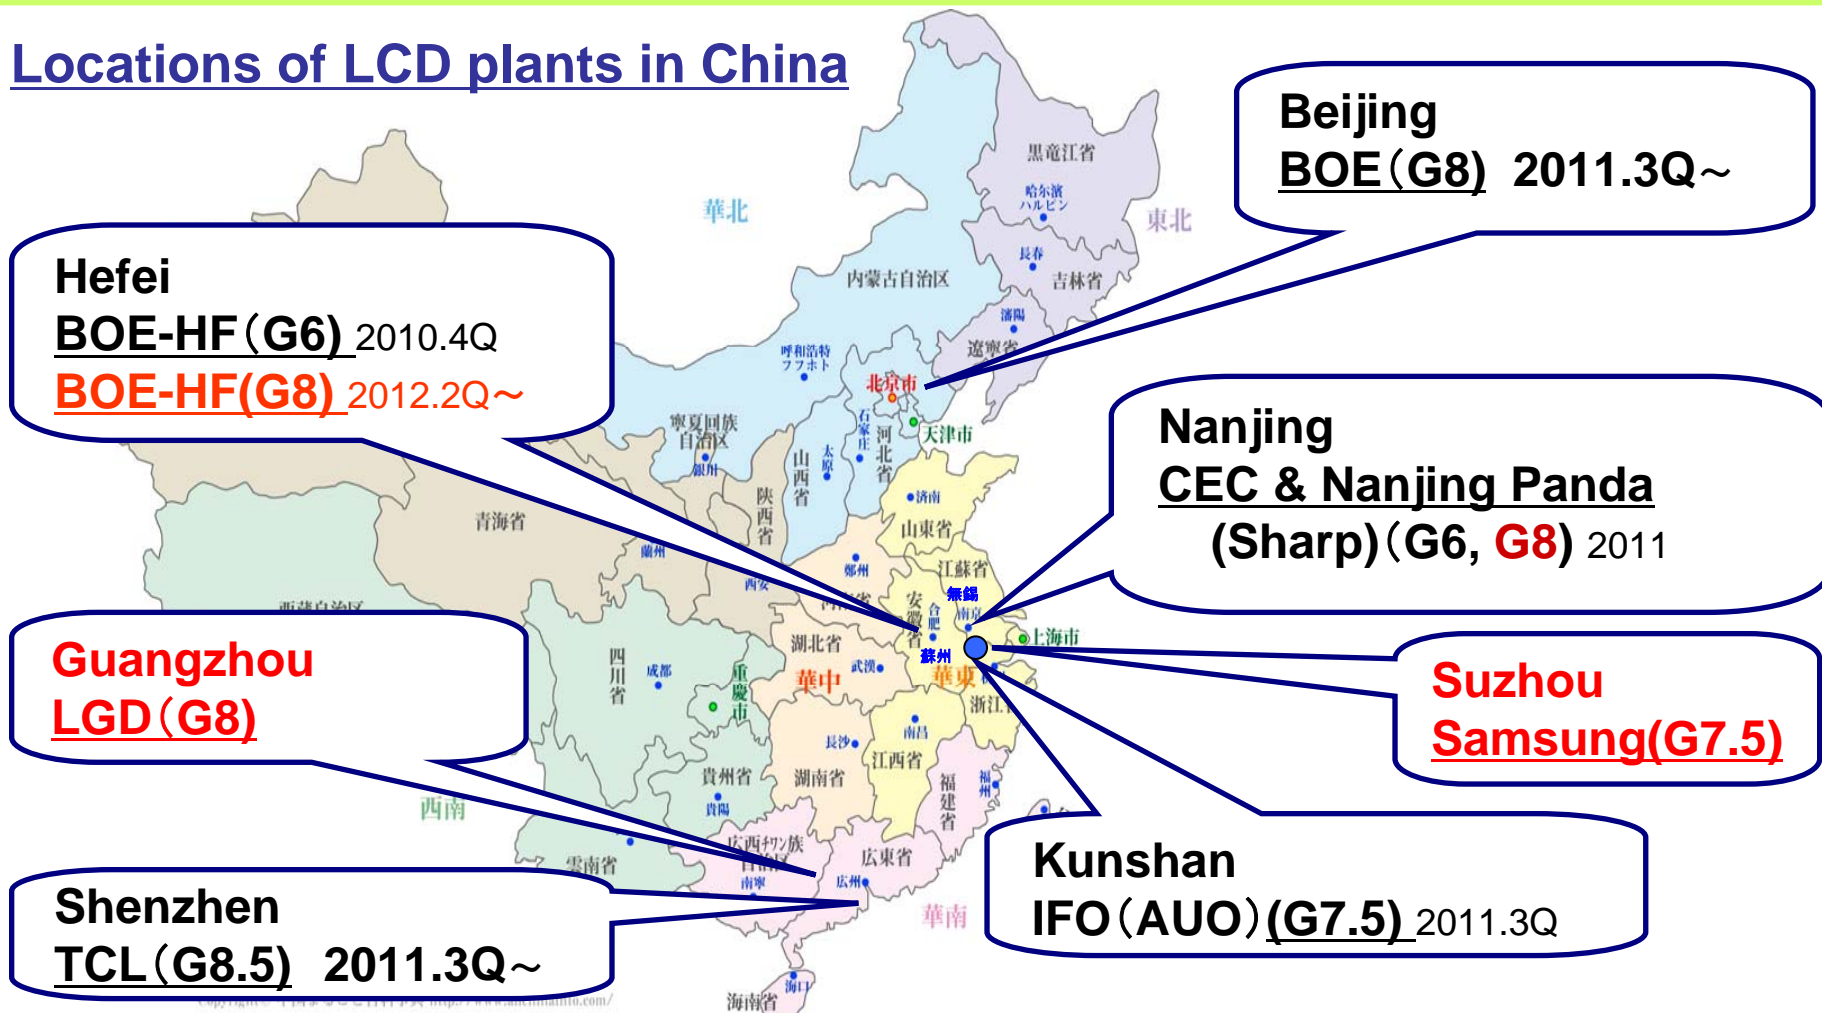 Locations of LCD plants in China
Beijing
BOE（G8） 2011.3Q～
Hefei
BOE-HF（G6） 2010.4Q
BOE-HF(G8) 2012.2Q～
Nanjing
CEC & Nanjing Panda
(Sharp)（G6, G8) 2011
Guangzhou
LGD（G8）
Suzhou
Samsung(G7.5)
Shenzhen
TCL（G8.5） 2011.3Q～
Kunshan
IFO（AUO）(G7.5) 2011.3Q
華北
東北
黒竜江省
哈尔濱
ハルビン
長春
吉林省
内蒙古自治区
瀋陽
遼寧省
呼和浩特
フフホト
北京市
天津市
石家庄
河北省
寧夏回族
自治区
銀川
山西省
太原
陝西省
済南
山東省
青海省
蘭州
西安
鄭州
江蘇省
安徽省
合肥
無錫
南京
上海市
蘇州
華東
浙江
湖北省
武漢
華中
四川省
成都
重慶市
長沙
湖南省
南昌
江西省
貴州省
貴陽
西南
福建省
福州
雲南省
広西チワン族
自治区
南寧
広東省
広州
華南
海口
海南省